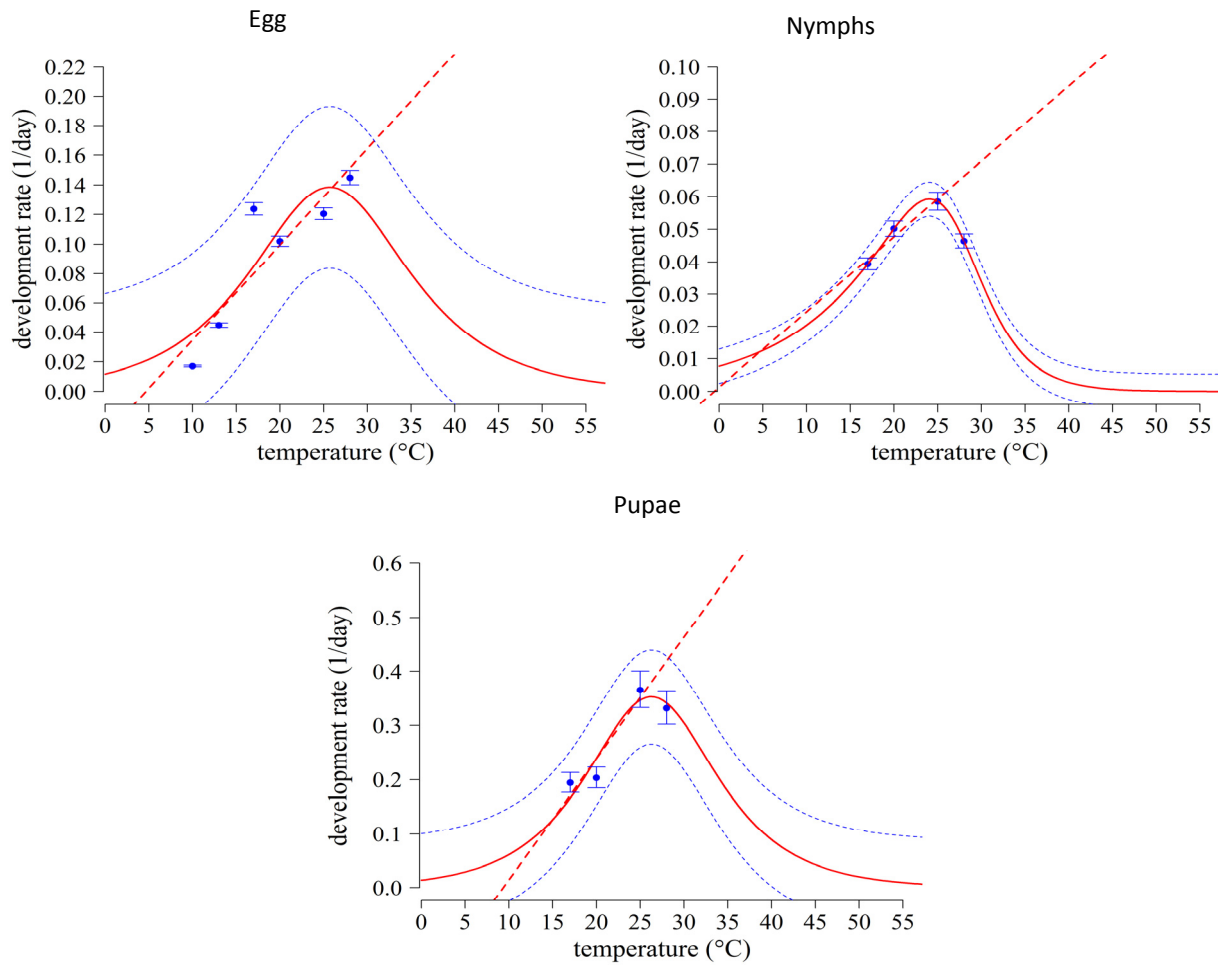 Egg
0.22
0.20
0.18
0.16
0.14
0.12
0.10
0.08
0.06
0.04
0.02
0.00
development rate (1/day)
0 5 10 15 20 25 30 35 40 45 50 55
temperature (°C)
Nymphs
0.10
0.09
0.08
0.07
0.06
0.05
0.04
0.03
0.02
0.01
0.00
development rate (1/day)
0 5 10 15 20 25 30 35 40 45 50 55
temperature (°C)
Pupae
0.6
0.5
0.4
0.3
0.2
0.1
0.0
development rate (1/day)
0 5 10 15 20 25 30 35 40 45 50 55
temperature (°C)